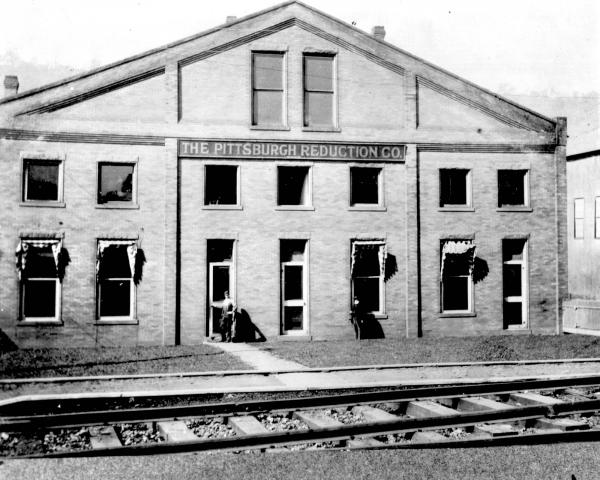 THE PITTSBURGH REDUCTION CO.